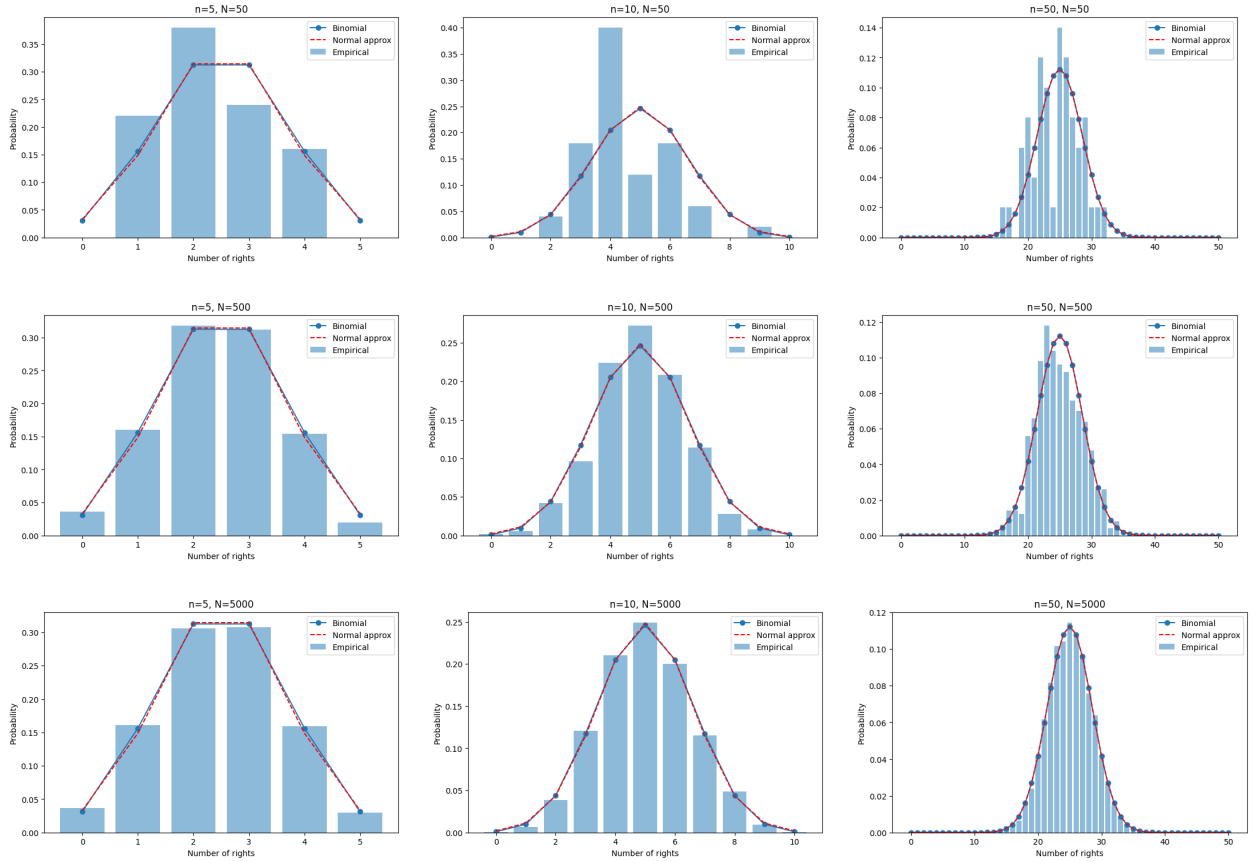 n=5, N=50
Probability
0.35
0.30
0.25
0.20
0.15
0.10
0.05
0.00
0 1 2 3 4 5
Number of rights
Binomial
Normal approx
Empirical
n=10, N=50
Probability
0.40
0.35
0.30
0.25
0.20
0.15
0.10
0.05
0.00
0 2 4 6 8 10
Number of rights
Binomial
Normal approx
Empirical
n=50, N=50
Probability
0.14
0.12
0.10
0.08
0.06
0.04
0.02
0.00
0 10 20 30 40 50
Number of rights
Binomial
Normal approx
Empirical
n=5, N=500
Probability
0.30
0.25
0.20
0.15
0.10
0.05
0.00
0 1 2 3 4 5
Number of rights
Binomial
Normal approx
Empirical
n=10, N=500
Probability
0.25
0.20
0.15
0.10
0.05
0.00
0 2 4 6 8 10
Number of rights
Binomial
Normal approx
Empirical
n=50, N=500
Probability
0.12
0.10
0.08
0.06
0.04
0.02
0.00
0 10 20 30 40 50
Number of rights
Binomial
Normal approx
Empirical
n=5, N=5000
Probability
0.30
0.25
0.20
0.15
0.10
0.05
0.00
0 1 2 3 4 5
Number of rights
Binomial
Normal approx
Empirical
n=10, N=5000
Probability
0.25
0.20
0.15
0.10
0.05
0.00
0 2 4 6 8 10
Number of rights
Binomial
Normal approx
Empirical
n=50, N=5000
Probability
0.12
0.10
0.08
0.06
0.04
0.02
0.00
0 10 20 30 40 50
Number of rights
Binomial
Normal approx
Empirical